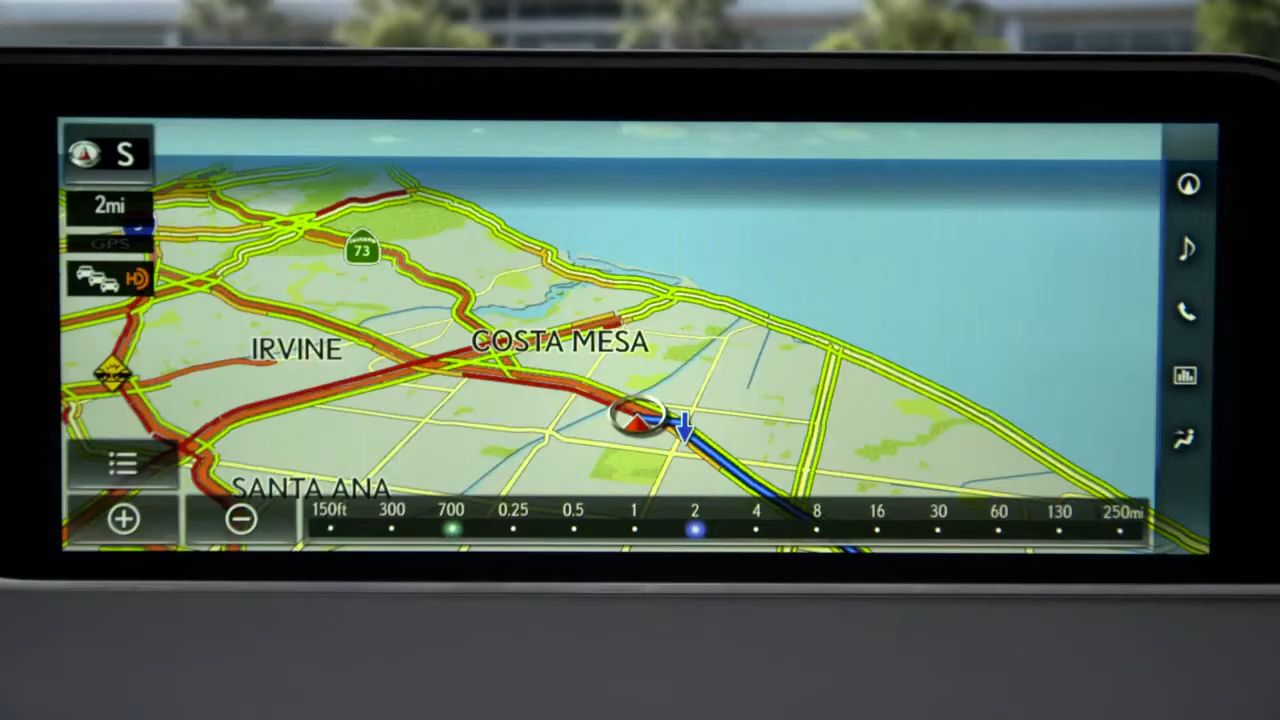 S
2mi
GPS
HD
73
IRVINE
COSTA MESA
SANTA ANA
150ft 300 700 0.25 0.5 1 2 4 8 16 30 60 130 250mi